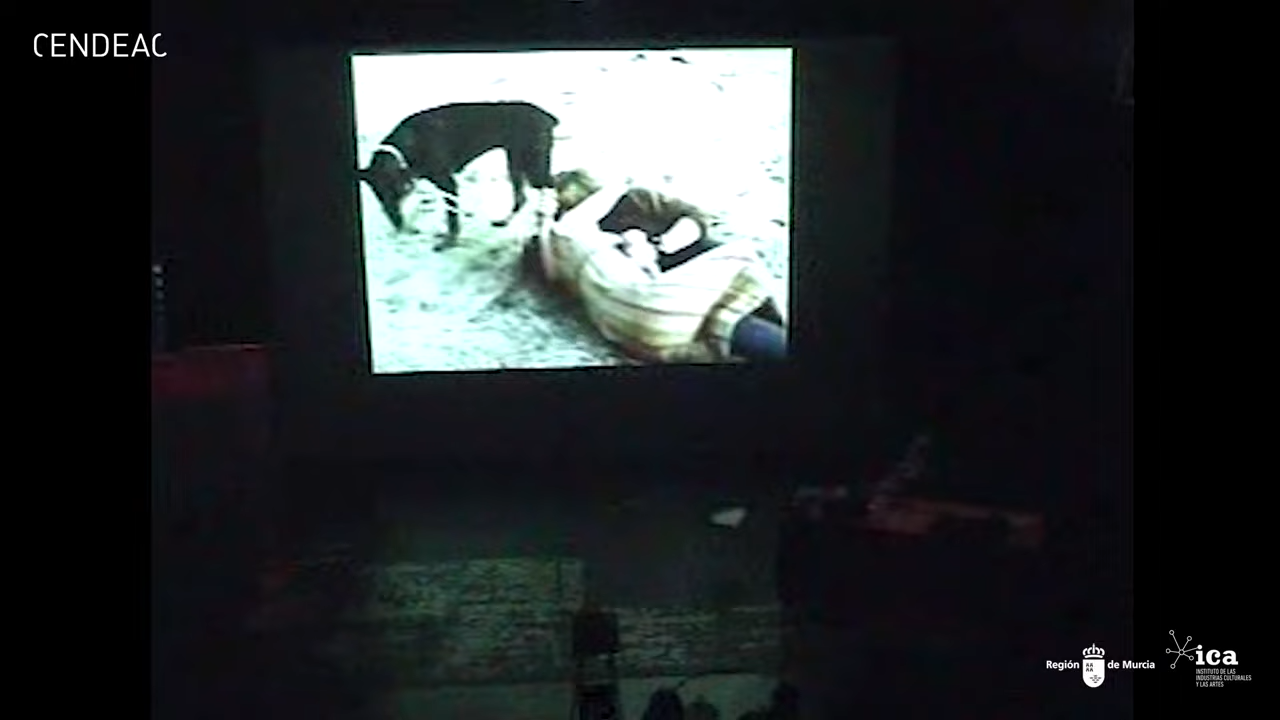 CENDEAC
Región de Murcia
ica
INSTITUTO DE LAS
INDUSTRIAS CULTURALES
Y LAS ARTES